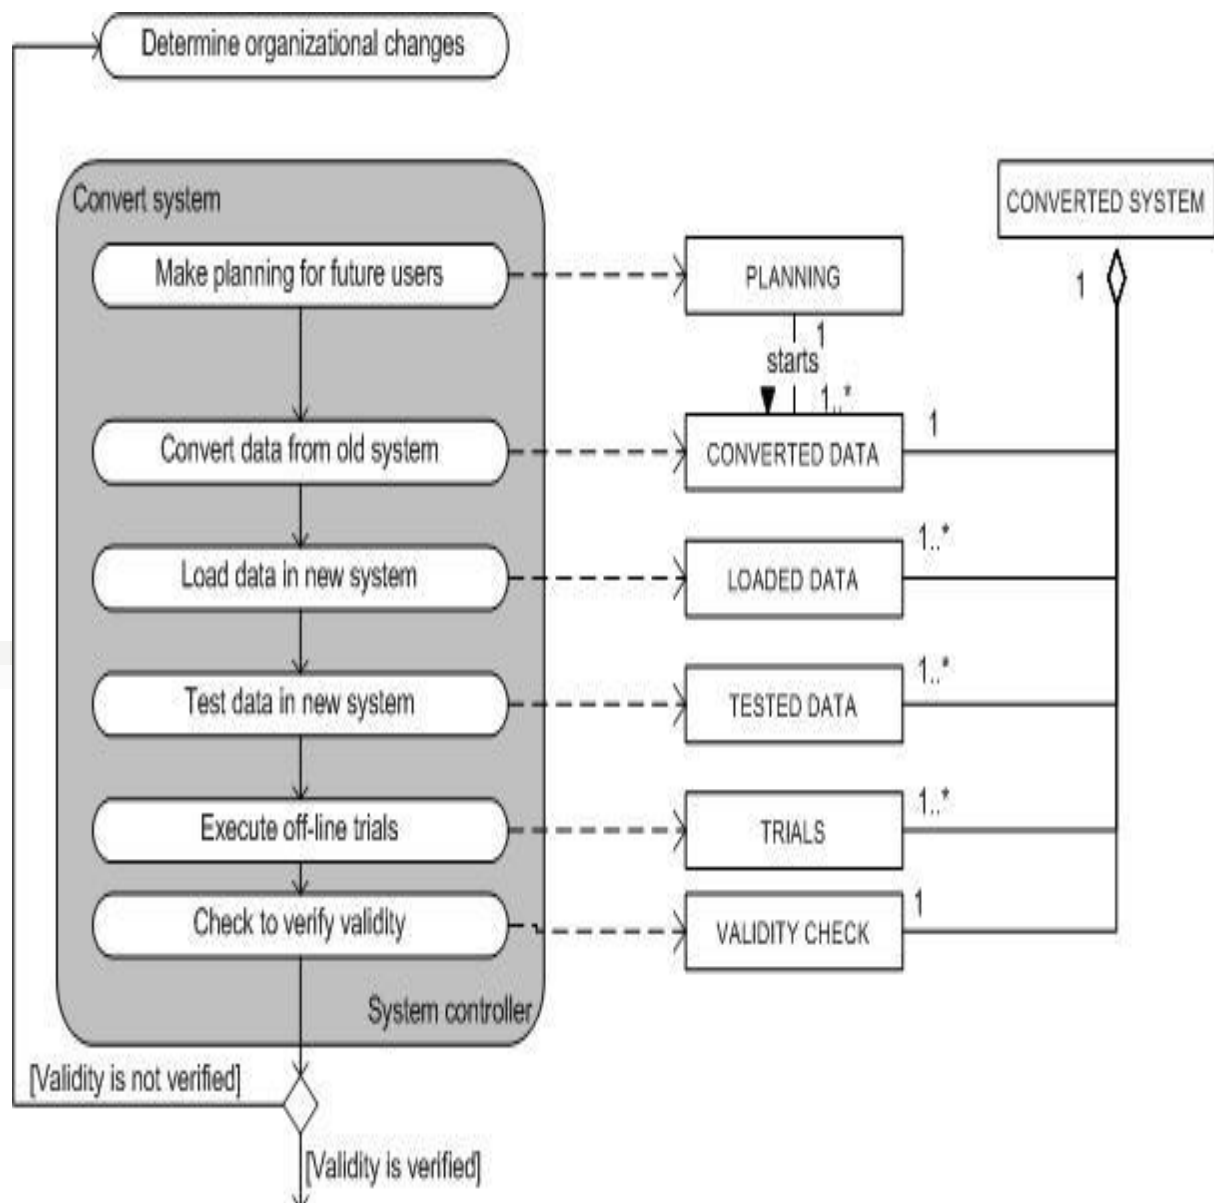 Determine organizational changes
Convert system
CONVERTED SYSTEM
Make planning for future users
PLANNING
1
1
starts
1..*
Convert data from old system
CONVERTED DATA
1
Load data in new system
LOADED DATA
1..*
Test data in new system
TESTED DATA
1..*
Execute off-line trials
TRIALS
1..*
Check to verify validity
VALIDITY CHECK
1
System controller
[Validity is not verified]
[Validity is verified]